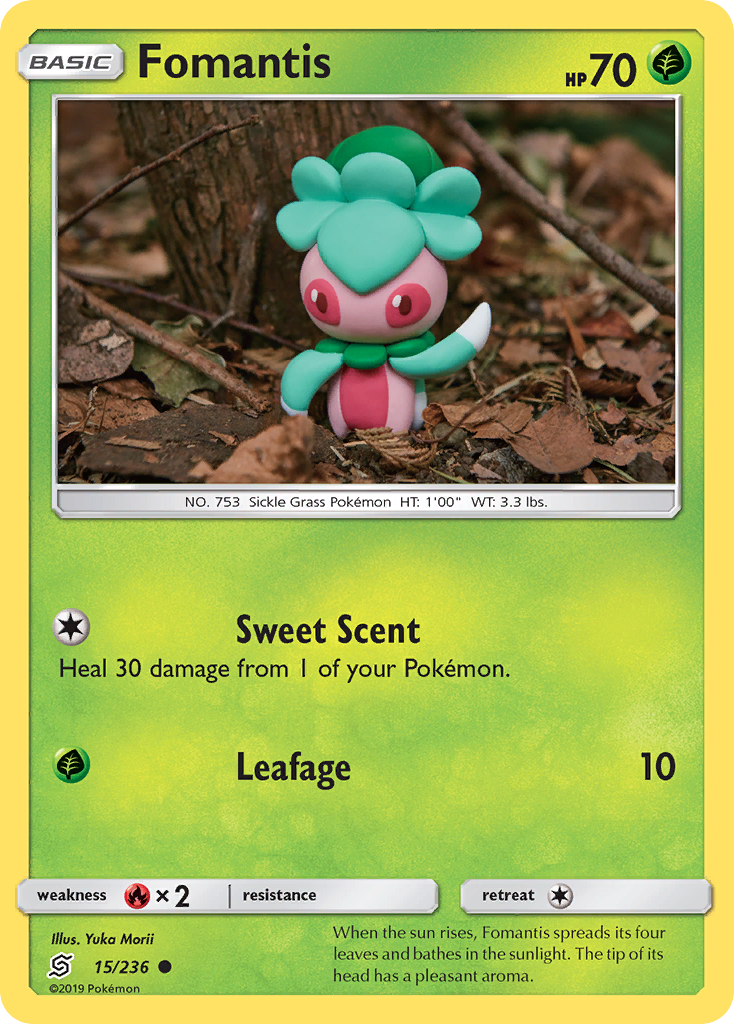 BASIC Fomantis HP70
NO. 753 Sickle Grass Pokémon HT: 1'00" WT: 3.3 lbs.
Sweet Scent
Heal 30 damage from 1 of your Pokémon.
Leafage 10
weakness ×2 resistance retreat
Illus. Yuka Morii
15/236
©2019 Pokémon
When the sun rises, Fomantis spreads its four
leaves and bathes in the sunlight. The tip of its
head has a pleasant aroma.